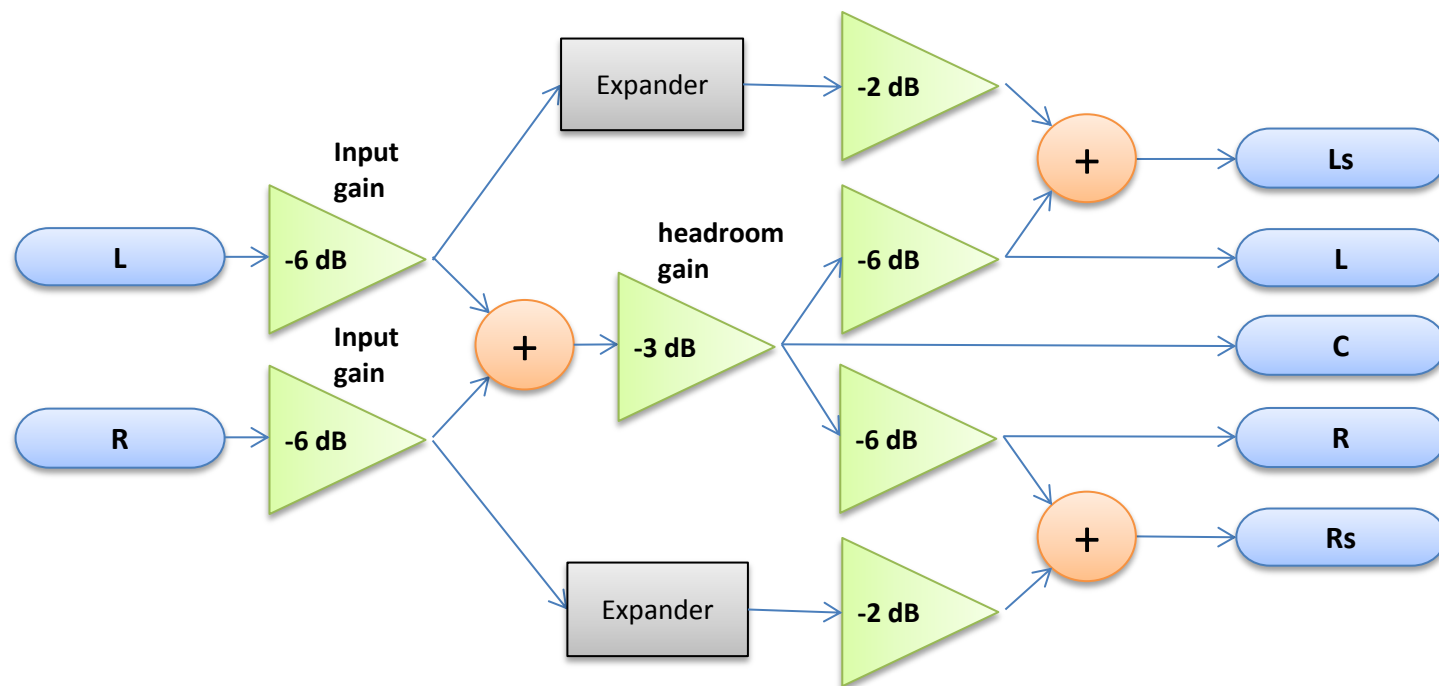 Expander
-2 dB
+
Ls
Input
gain
L
-6 dB
headroom
gain
-6 dB
L
Input
gain
+
-3 dB
C
R
-6 dB
-6 dB
R
+
Rs
Expander
-2 dB